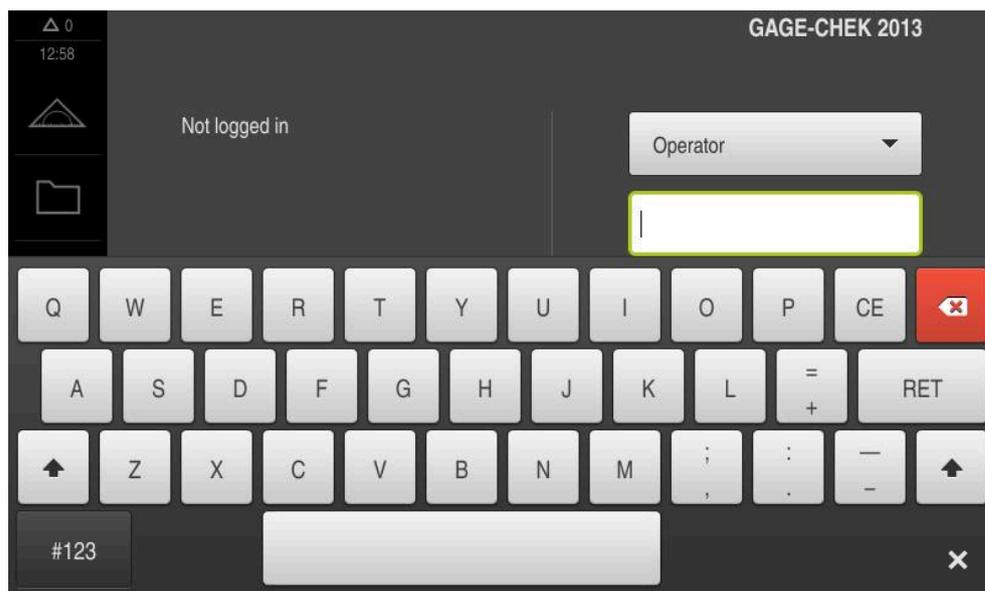 0
GAGE-CHEK 2013
12:58
Not logged in
Operator
Q W E R T Y U I O P CE
A S D F G H J K L = + RET
Z X C V B N M ; , : . — –
#123